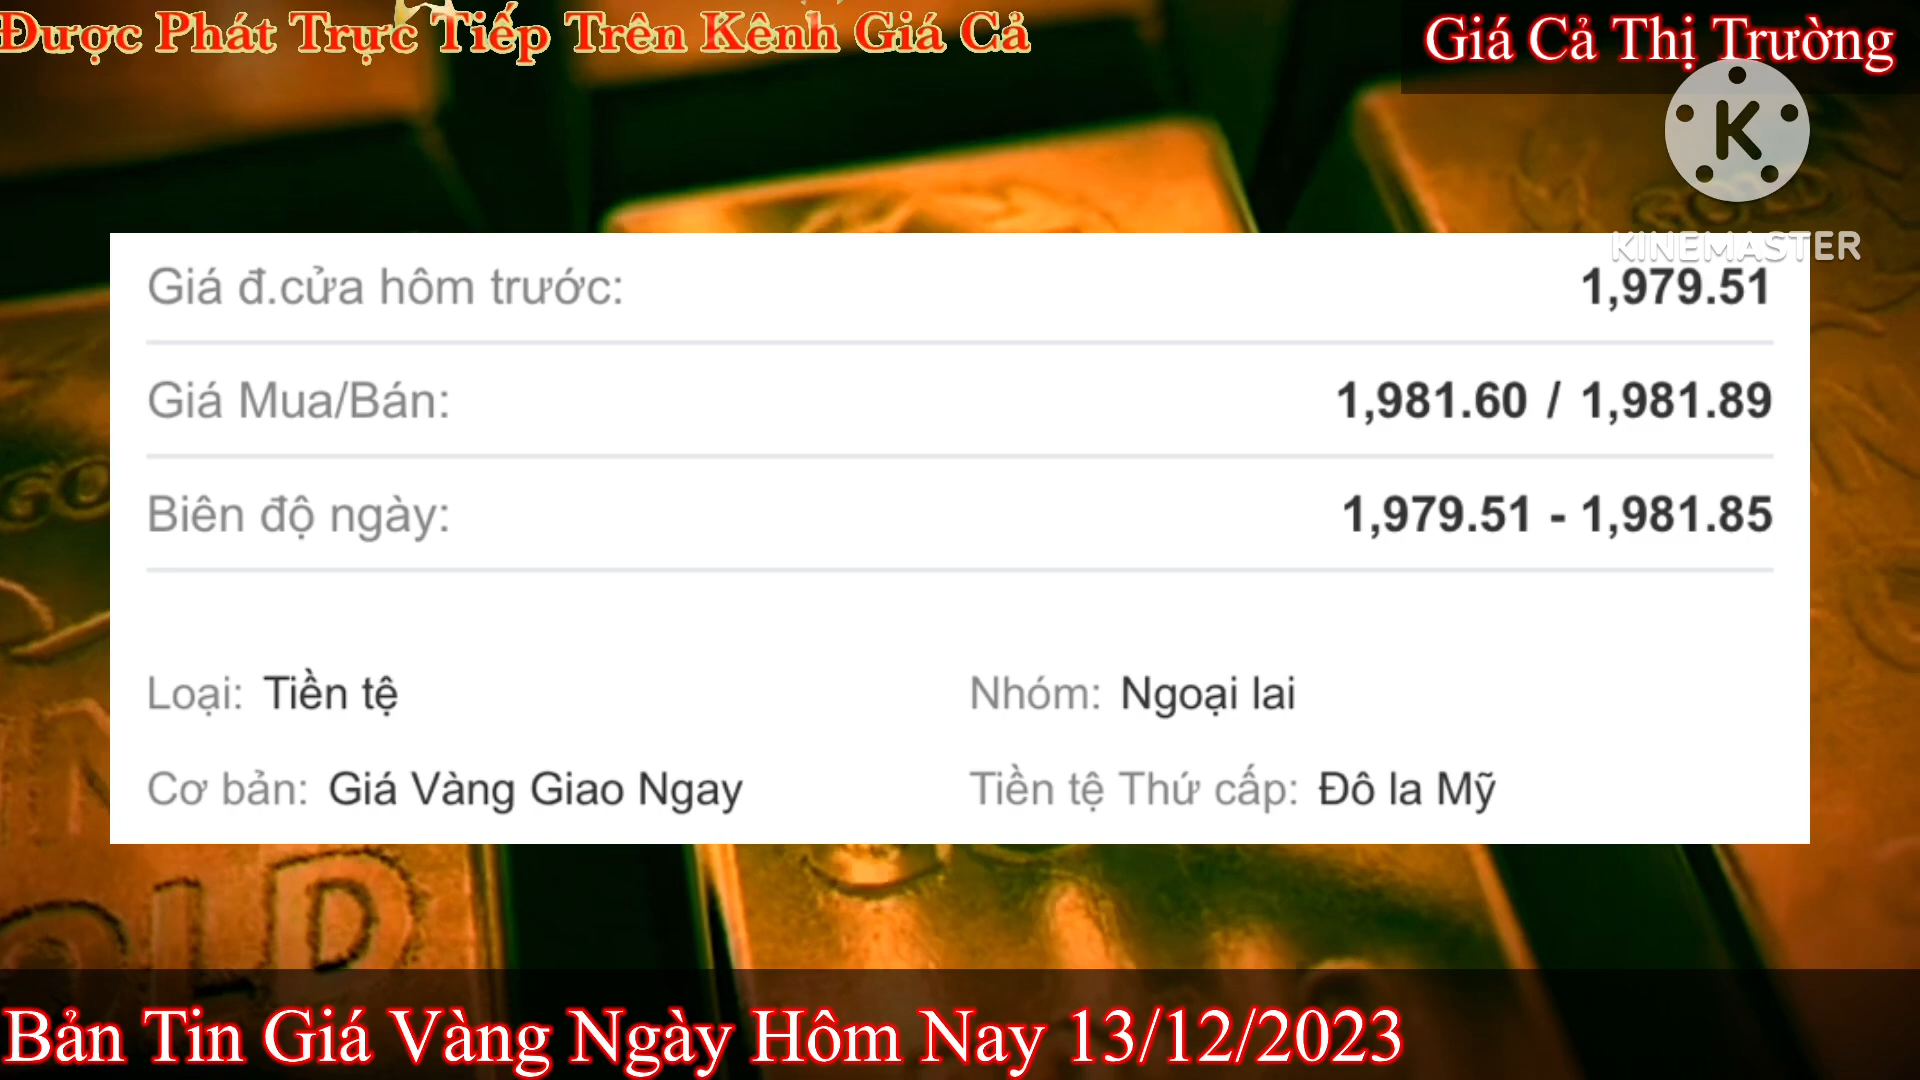 Được Phát Trực Tiếp Trên Kênh Giá Cả
Giá Cả Thị Trường
K
KINEMASTER
Giá đ.cửa hôm trước: 1,979.51
Giá Mua/Bán: 1,981.60 / 1,981.89
Biên độ ngày: 1,979.51 - 1,981.85
Loại: Tiền tệ Nhóm: Ngoại lai
Cơ bản: Giá Vàng Giao Ngay Tiền tệ Thứ cấp: Đô la Mỹ
GOLD
GO
OLD
Bản Tin Giá Vàng Ngày Hôm Nay 13/12/2023